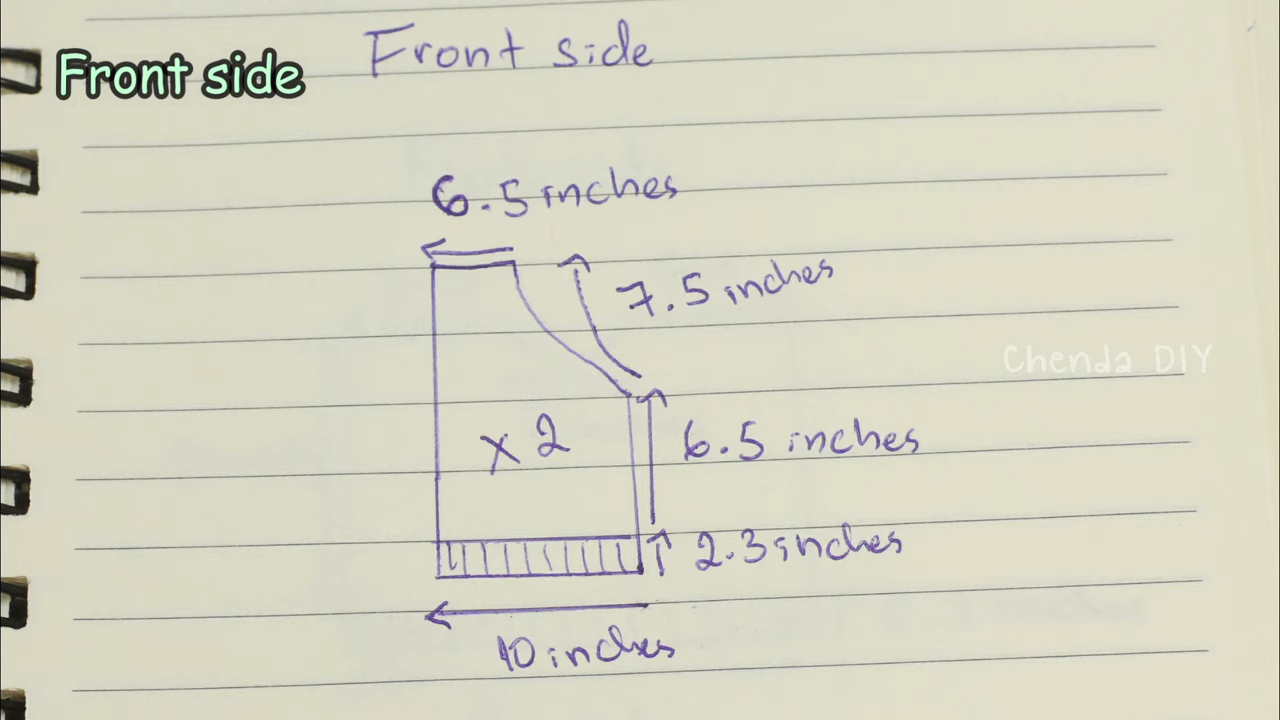 Front side
Front side
6.5 inches
7.5 inches
Chenda DIY
x 2
6.5 inches
2.3 inches
10 inches